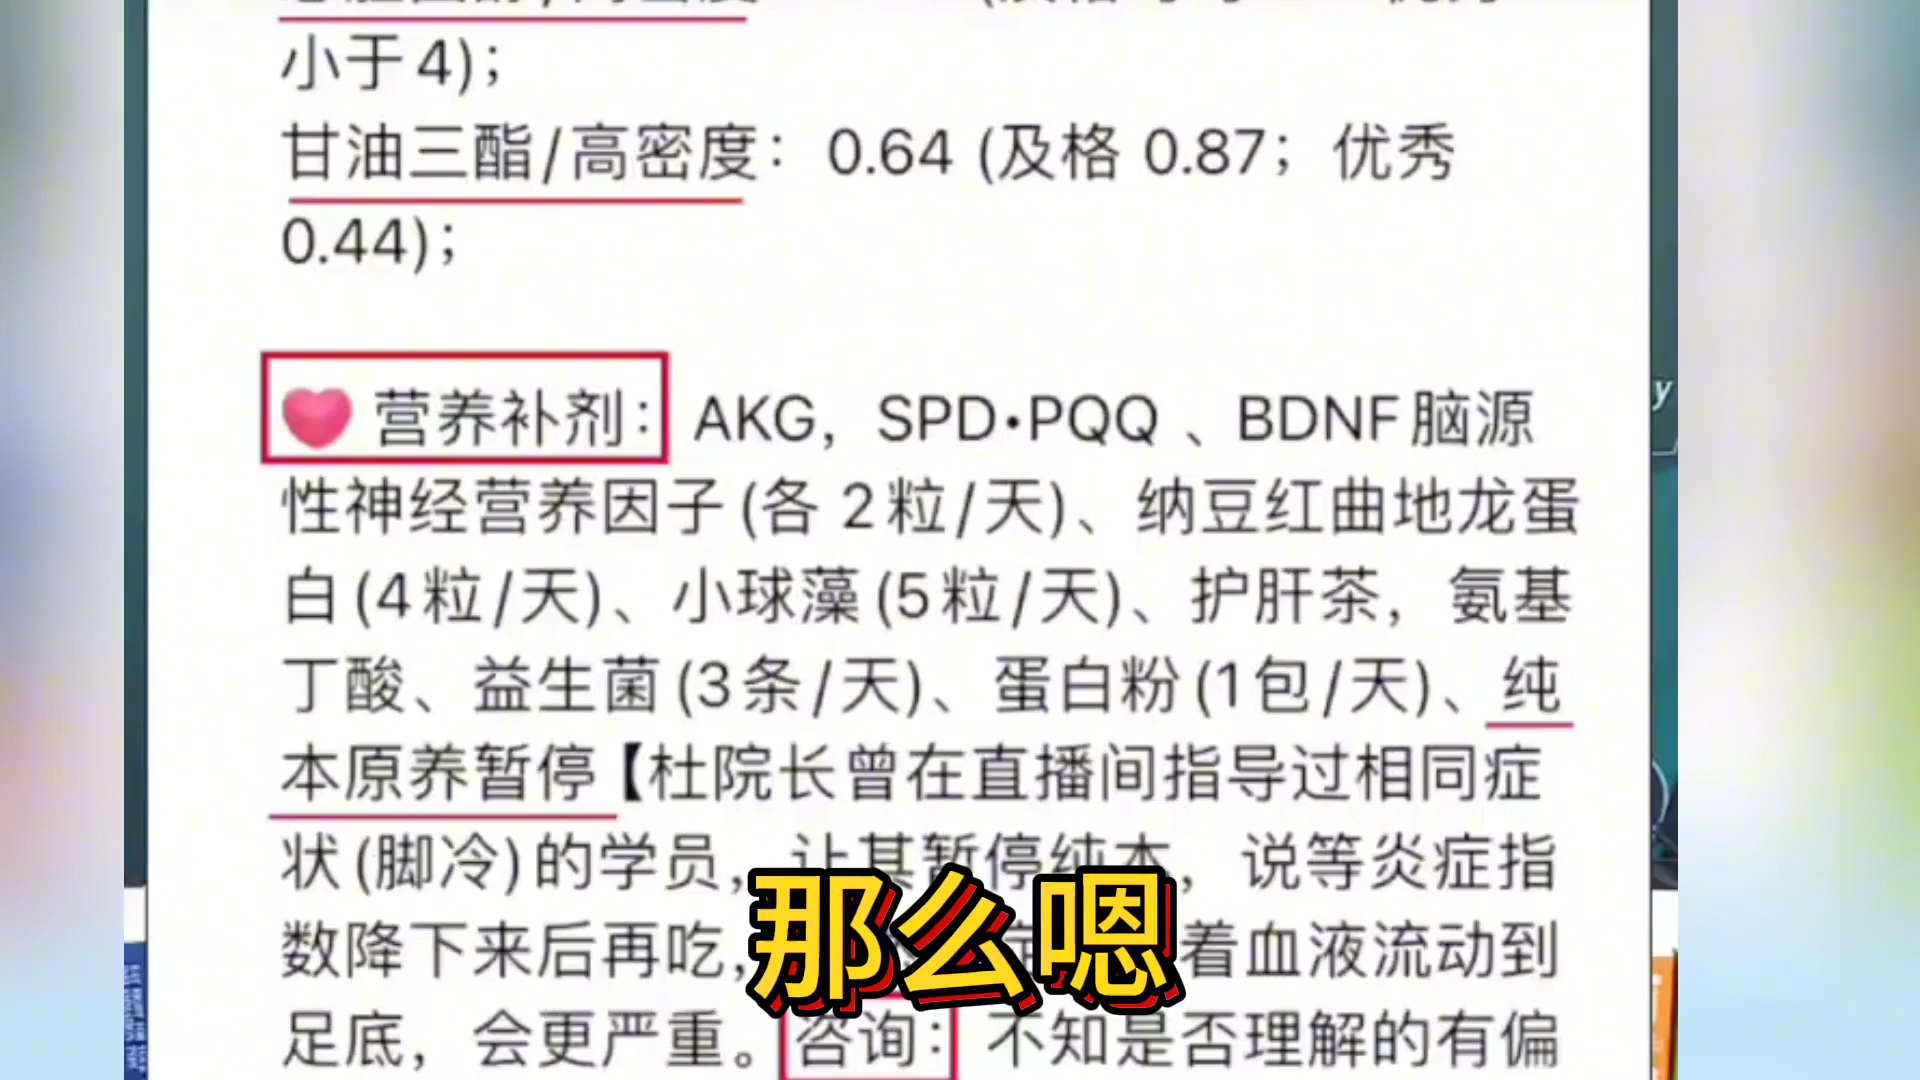 小于4)；
甘油三酯/高密度：0.64 (及格 0.87；优秀
0.44)；
营养补剂： AKG，SPD•PQQ 、BDNF脑源
性神经营养因子(各 2粒/天)、纳豆红曲地龙蛋
白(4粒/天)、小球藻(5粒/天)、护肝茶，氨基
丁酸、益生菌(3条/天)、蛋白粉(1包/天)、纯
本原养暂停【杜院长曾在直播间指导过相同症
状(脚冷)的学员，让其暂停纯本，说等炎症指
数降下来后再吃，着血液流动到
足底，会更严重。咨询：不知是否理解的有偏
那么嗯
y